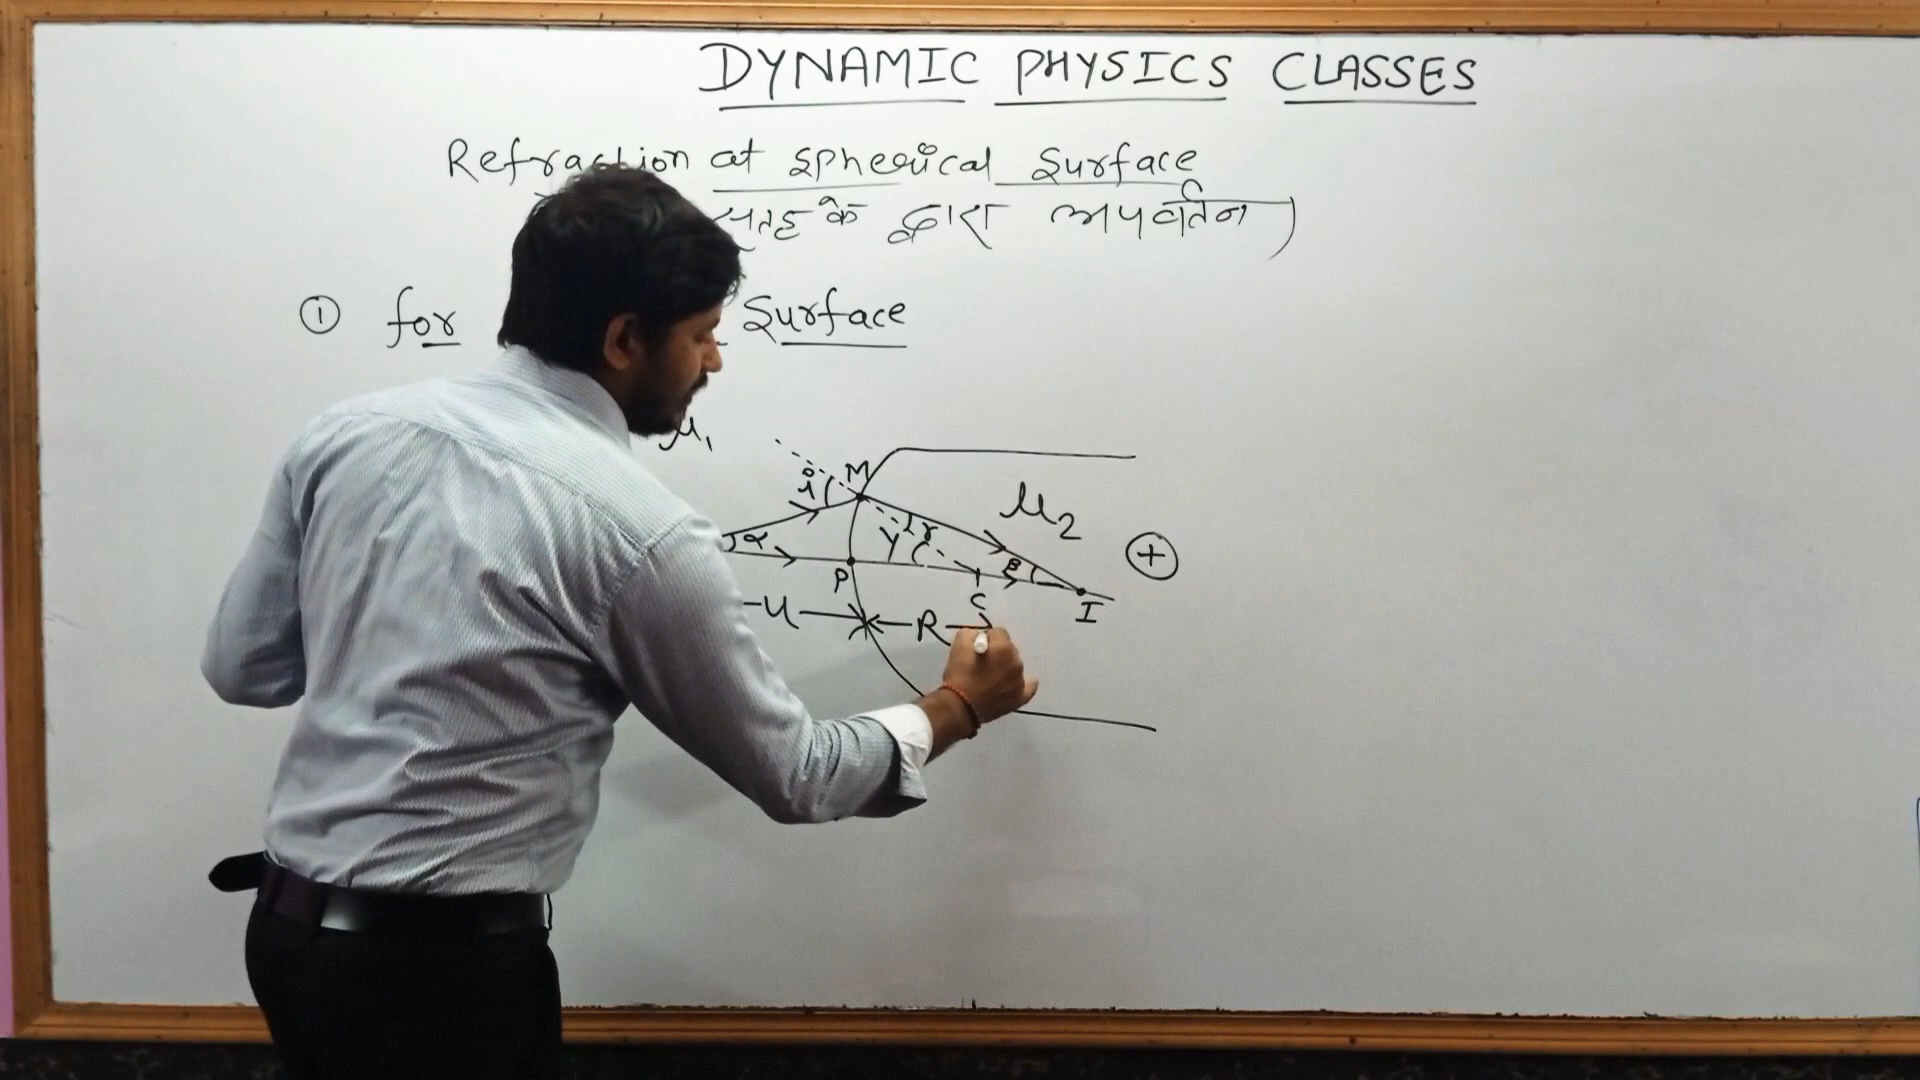 DYNAMIC PHYSICS CLASSES
Refraction at spherical surface
सतह के द्वारा अपवर्तन )
① for surface
μ₁
i M
μ₂
α γ r β +
P C I
-u R